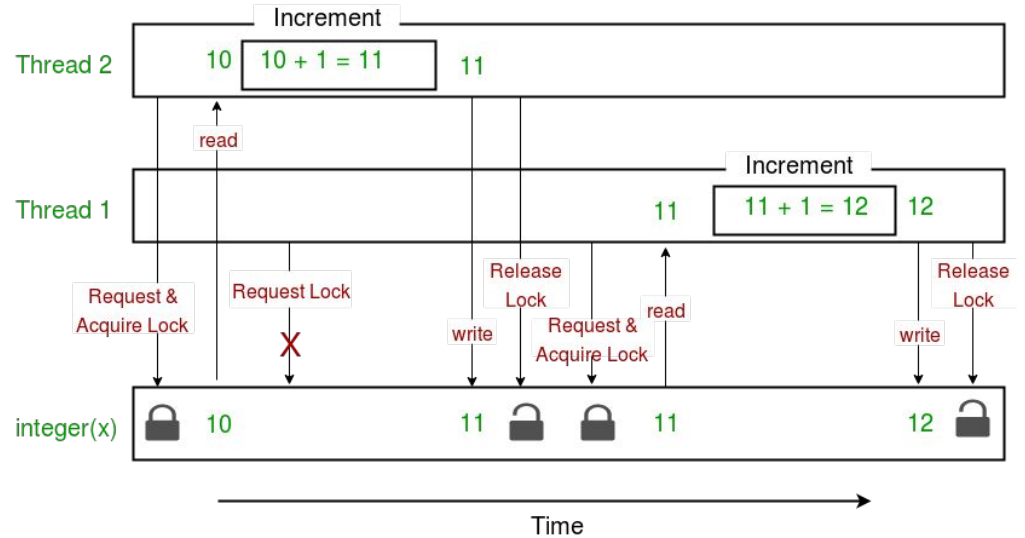 Increment
Thread 2
10
10 + 1 = 11
11
read
Increment
Thread 1
11
11 + 1 = 12
12
Request &
Acquire Lock
Request Lock
X
write
Release
Lock
Request &
Acquire Lock
read
write
Release
Lock
integer(x)
10
11
11
12
Time